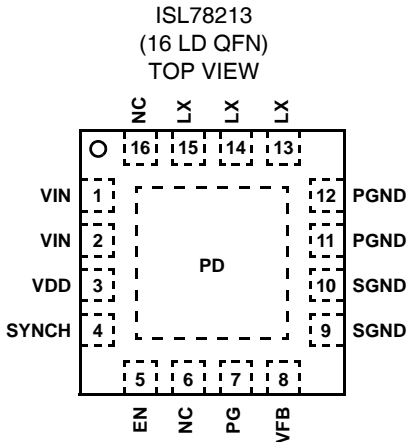 ISL78213
(16 LD QFN)
TOP VIEW
NC LX LX LX
16 15 14 13
VIN 1
VIN 2
VDD 3
SYNCH 4
PD
12 PGND
11 PGND
10 SGND
9 SGND
5 6 7 8
EN NC PG VFB